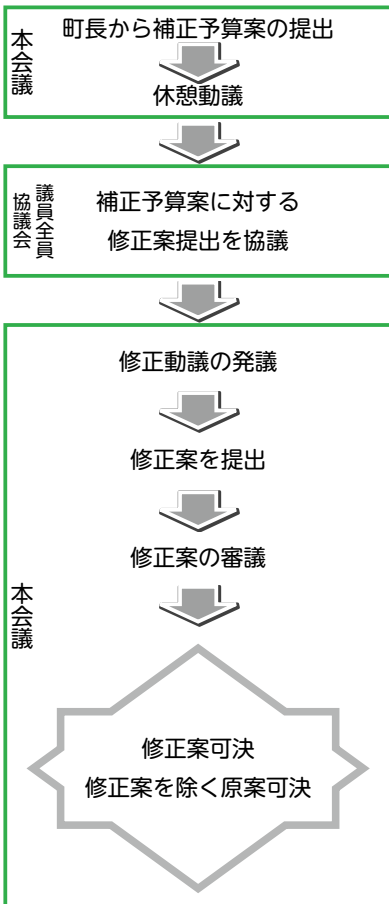 本会議
町長から補正予算案の提出
休憩動議
議員全員
協議会
補正予算案に対する
修正案提出を協議
本会議
修正動議の発議
修正案を提出
修正案の審議
修正案可決
修正案を除く原案可決